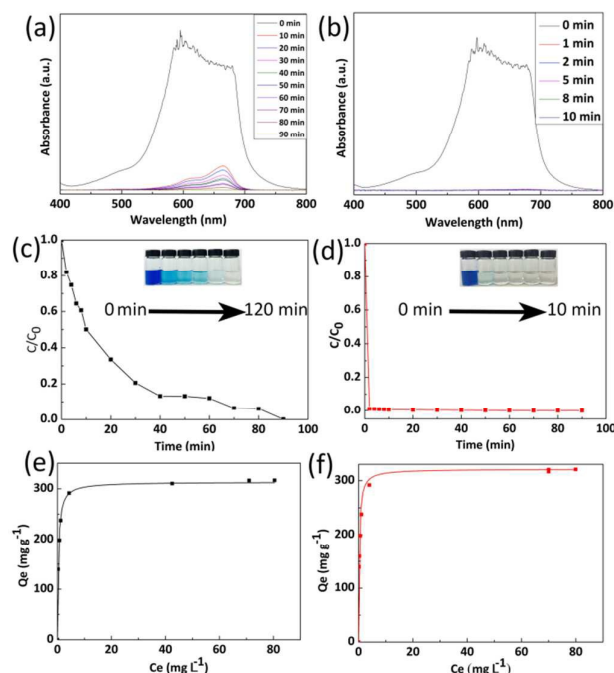 (a)
0 min
10 min
20 min
30 min
40 min
50 min
60 min
70 min
80 min
90 min
Absorbance (a.u.)
400 500 600 700 800
Wavelength (nm)
(b)
0 min
1 min
2 min
5 min
8 min
10 min
Absorbance (a.u.)
400 500 600 700 800
Wavelength (nm)
(c)
1.0
0.8
0.6
0.4
0.2
0.0
C/C0
0 min 120 min
0 20 40 60 80 100
Time (min)
(d)
1.0
0.8
0.6
0.4
0.2
0.0
C/C0
0 min 10 min
0 20 40 60 80 100
Time (min)
(e)
300
200
100
0
Qe (mg g-1)
0 20 40 60 80
Ce (mg L-1)
(f)
300
200
100
0
Qe (mg g-1)
0 20 40 60 80
Ce (mg L-1)